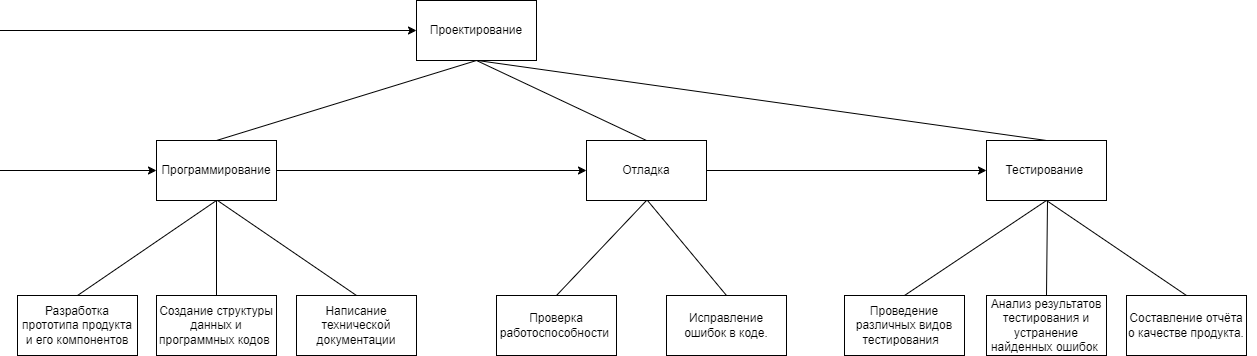 Проектирование
Программирование
Отладка
Тестирование
Разработка
прототипа продукта
и его компонентов
Создание структуры
данных и
программных кодов
Написание
технической
документации
Проверка
работоспособности
Исправление
ошибок в коде.
Проведение
различных видов
тестирования
Анализ результатов
тестирования и
устранение
найденных ошибок
Составление отчёта
о качестве продукта.